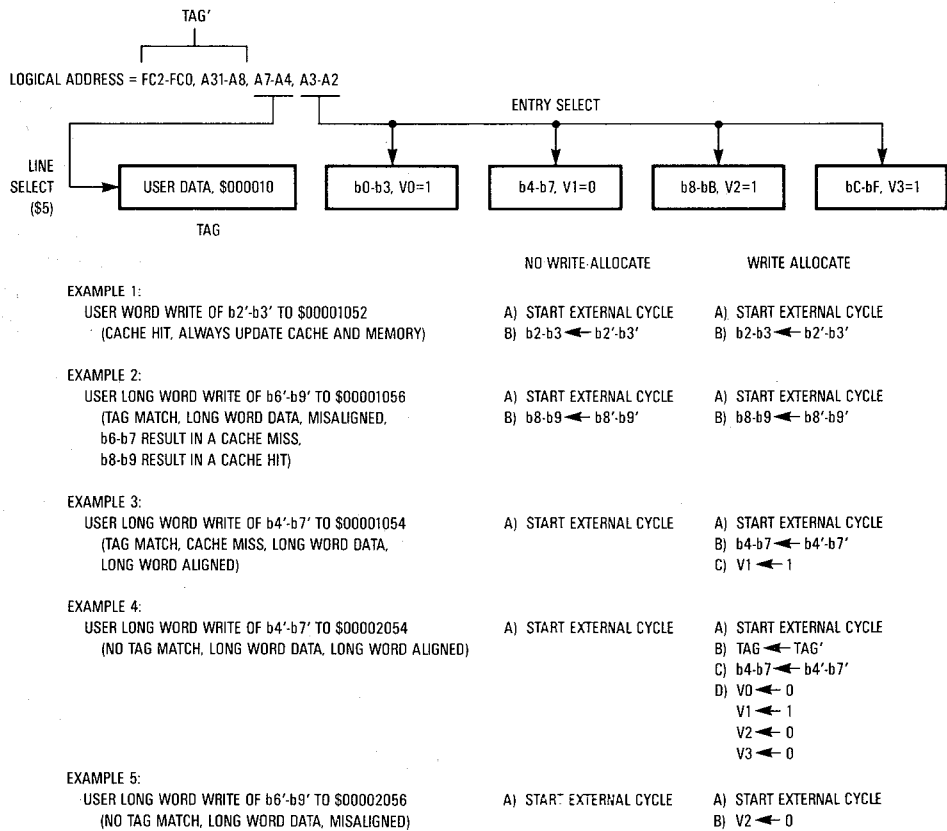 TAG'
LOGICAL ADDRESS = FC2-FC0, A31-A8, A7-A4, A3-A2
ENTRY SELECT
LINE
SELECT
($5)
USER DATA, $000010
b0-b3, V0=1
b4-b7, V1=0
b8-bB, V2=1
bC-bF, V3=1
TAG
NO WRITE ALLOCATE WRITE ALLOCATE
EXAMPLE 1:
USER WORD WRITE OF b2'-b3' TO $00001052 A) START EXTERNAL CYCLE A) START EXTERNAL CYCLE
(CACHE HIT, ALWAYS UPDATE CACHE AND MEMORY) B) b2-b3 ← b2'-b3' B) b2-b3 ← b2'-b3'
EXAMPLE 2:
USER LONG WORD WRITE OF b6'-b9' TO $00001056 A) START EXTERNAL CYCLE A) START EXTERNAL CYCLE
(TAG MATCH, LONG WORD DATA, MISALIGNED, B) b8-b9 ← b8'-b9' B) b8-b9 ← b8'-b9'
b6-b7 RESULT IN A CACHE MISS,
b8-b9 RESULT IN A CACHE HIT)
EXAMPLE 3:
USER LONG WORD WRITE OF b4'-b7' TO $00001054 A) START EXTERNAL CYCLE A) START EXTERNAL CYCLE
(TAG MATCH, CACHE MISS, LONG WORD DATA, B) b4-b7 ← b4'-b7'
LONG WORD ALIGNED) C) V1 ← 1
EXAMPLE 4:
USER LONG WORD WRITE OF b4'-b7' TO $00002054 A) START EXTERNAL CYCLE A) START EXTERNAL CYCLE
(NO TAG MATCH, LONG WORD DATA, LONG WORD ALIGNED) B) TAG ← TAG'
C) b4-b7 ← b4'-b7'
D) V0 ← 0
V1 ← 1
V2 ← 0
V3 ← 0
EXAMPLE 5:
USER LONG WORD WRITE OF b6'-b9' TO $00002056 A) START EXTERNAL CYCLE A) START EXTERNAL CYCLE
(NO TAG MATCH, LONG WORD DATA, MISALIGNED) B) V2 ← 0